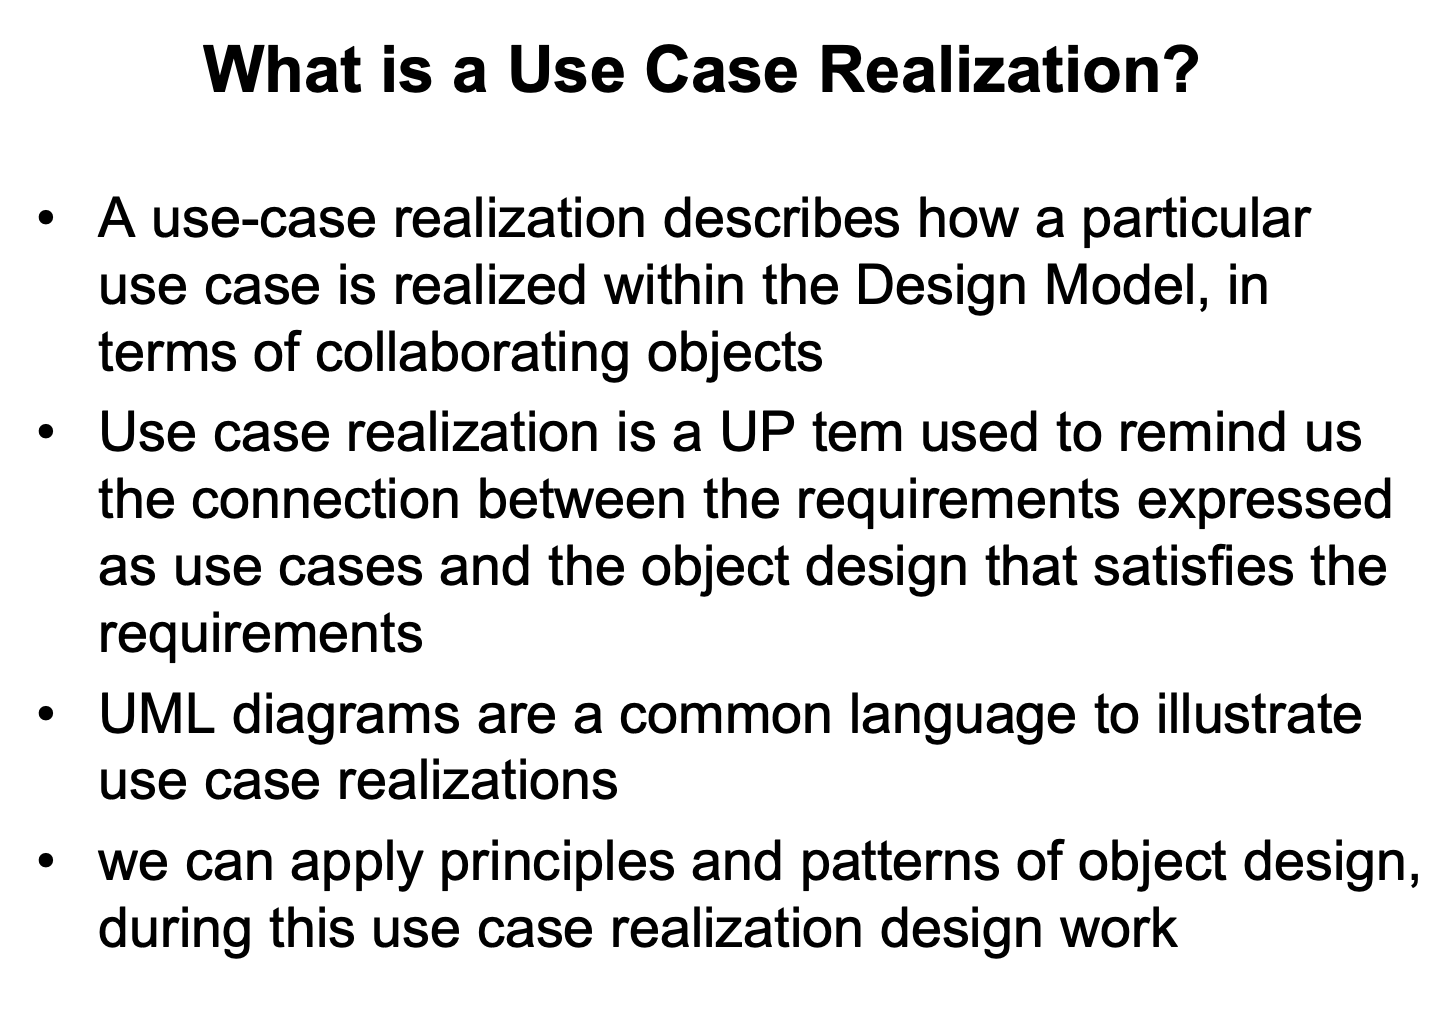 What is a Use Case Realization?
• A use-case realization describes how a particular
use case is realized within the Design Model, in
terms of collaborating objects
• Use case realization is a UP tem used to remind us
the connection between the requirements expressed
as use cases and the object design that satisfies the
requirements
• UML diagrams are a common language to illustrate
use case realizations
• we can apply principles and patterns of object design,
during this use case realization design work